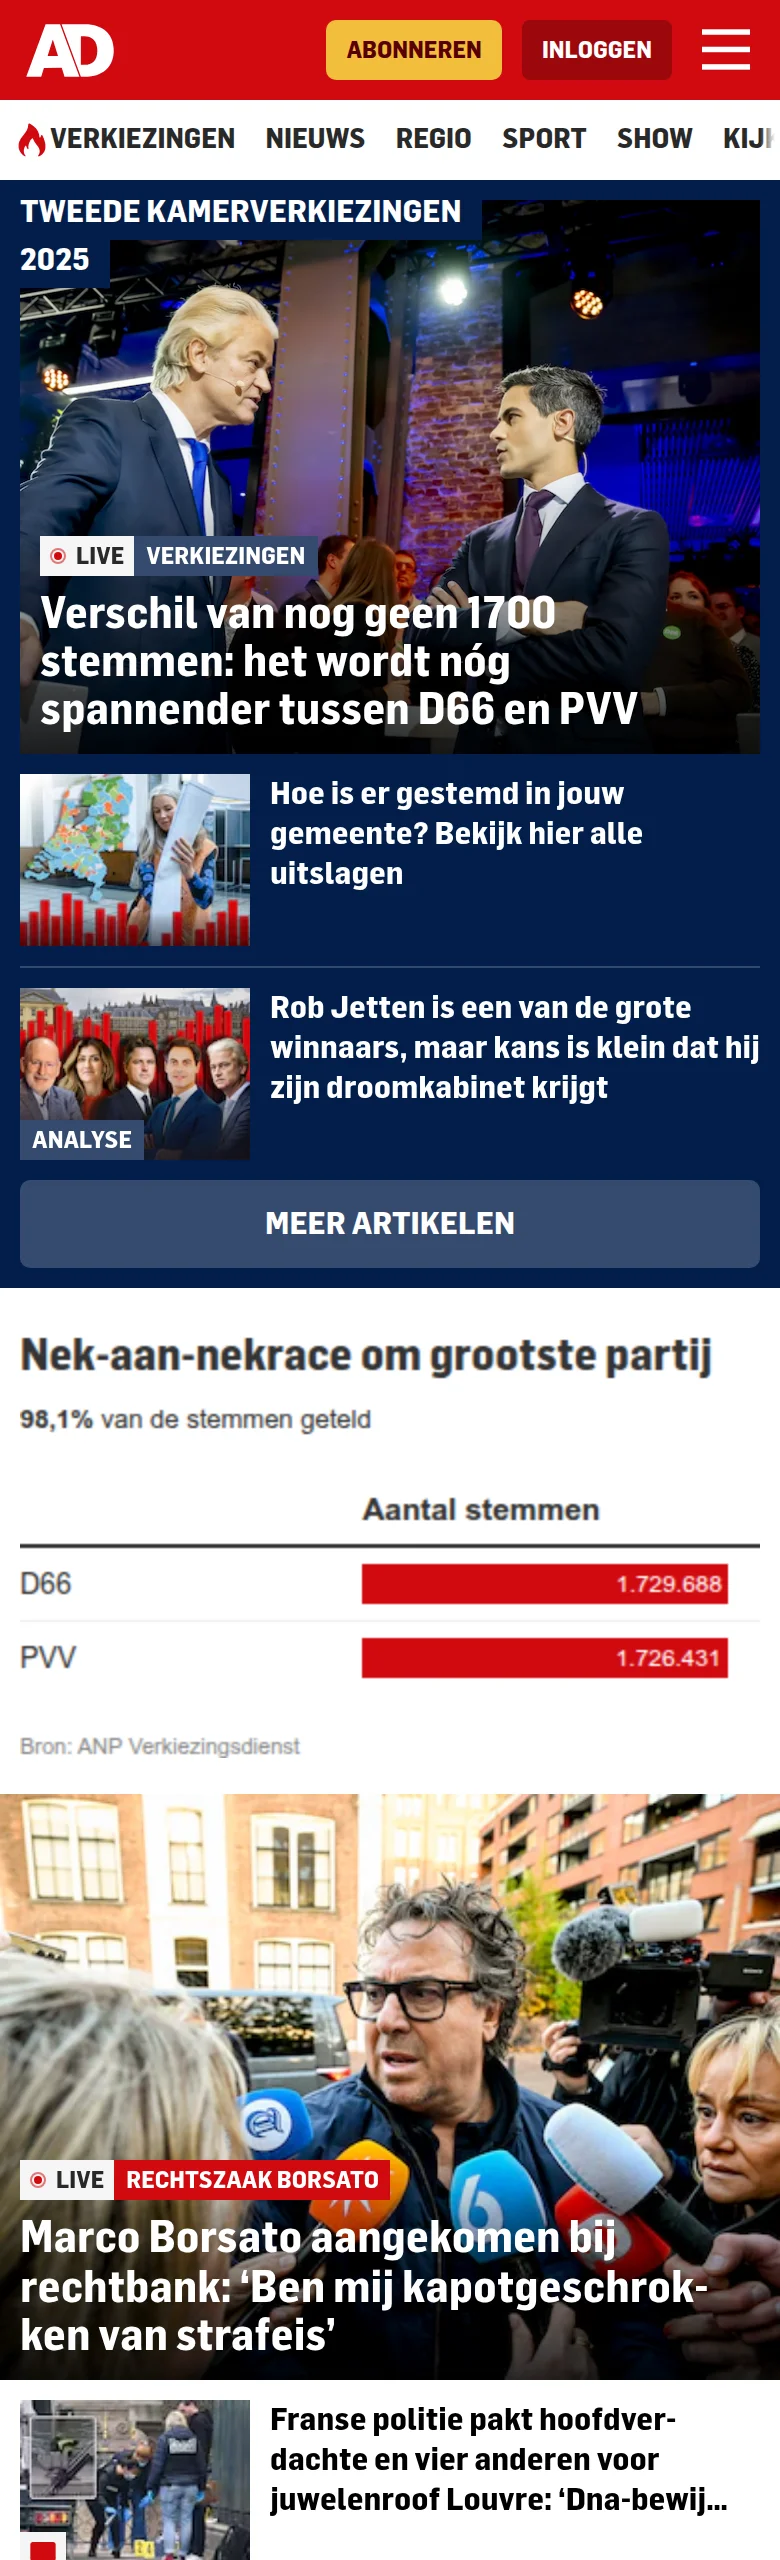 AD
ABONNEREN
INLOGGEN
VERKIEZINGEN NIEUWS REGIO SPORT SHOW KIJK
TWEEDE KAMERVERKIEZINGEN
2025
LIVE VERKIEZINGEN
Verschil van nog geen 1700
stemmen: het wordt nóg
spannender tussen D66 en PVV
Hoe is er gestemd in jouw
gemeente? Bekijk hier alle
uitslagen
Rob Jetten is een van de grote
winnaars, maar kans is klein dat hij
zijn droomkabinet krijgt
ANALYSE
MEER ARTIKELEN
Nek-aan-nekrace om grootste partij
98,1% van de stemmen geteld
Aantal stemmen
D66 1.729.688
PVV 1.726.431
Bron: ANP Verkiezingsdienst
6
LIVE RECHTSZAAK BORSATO
Marco Borsato aangekomen bij
rechtbank: ‘Ben mij kapotgeschrok-
ken van strafeis’
Franse politie pakt hoofdver-
dachte en vier anderen voor
juwelenroof Louvre: ‘Dna-bewij...